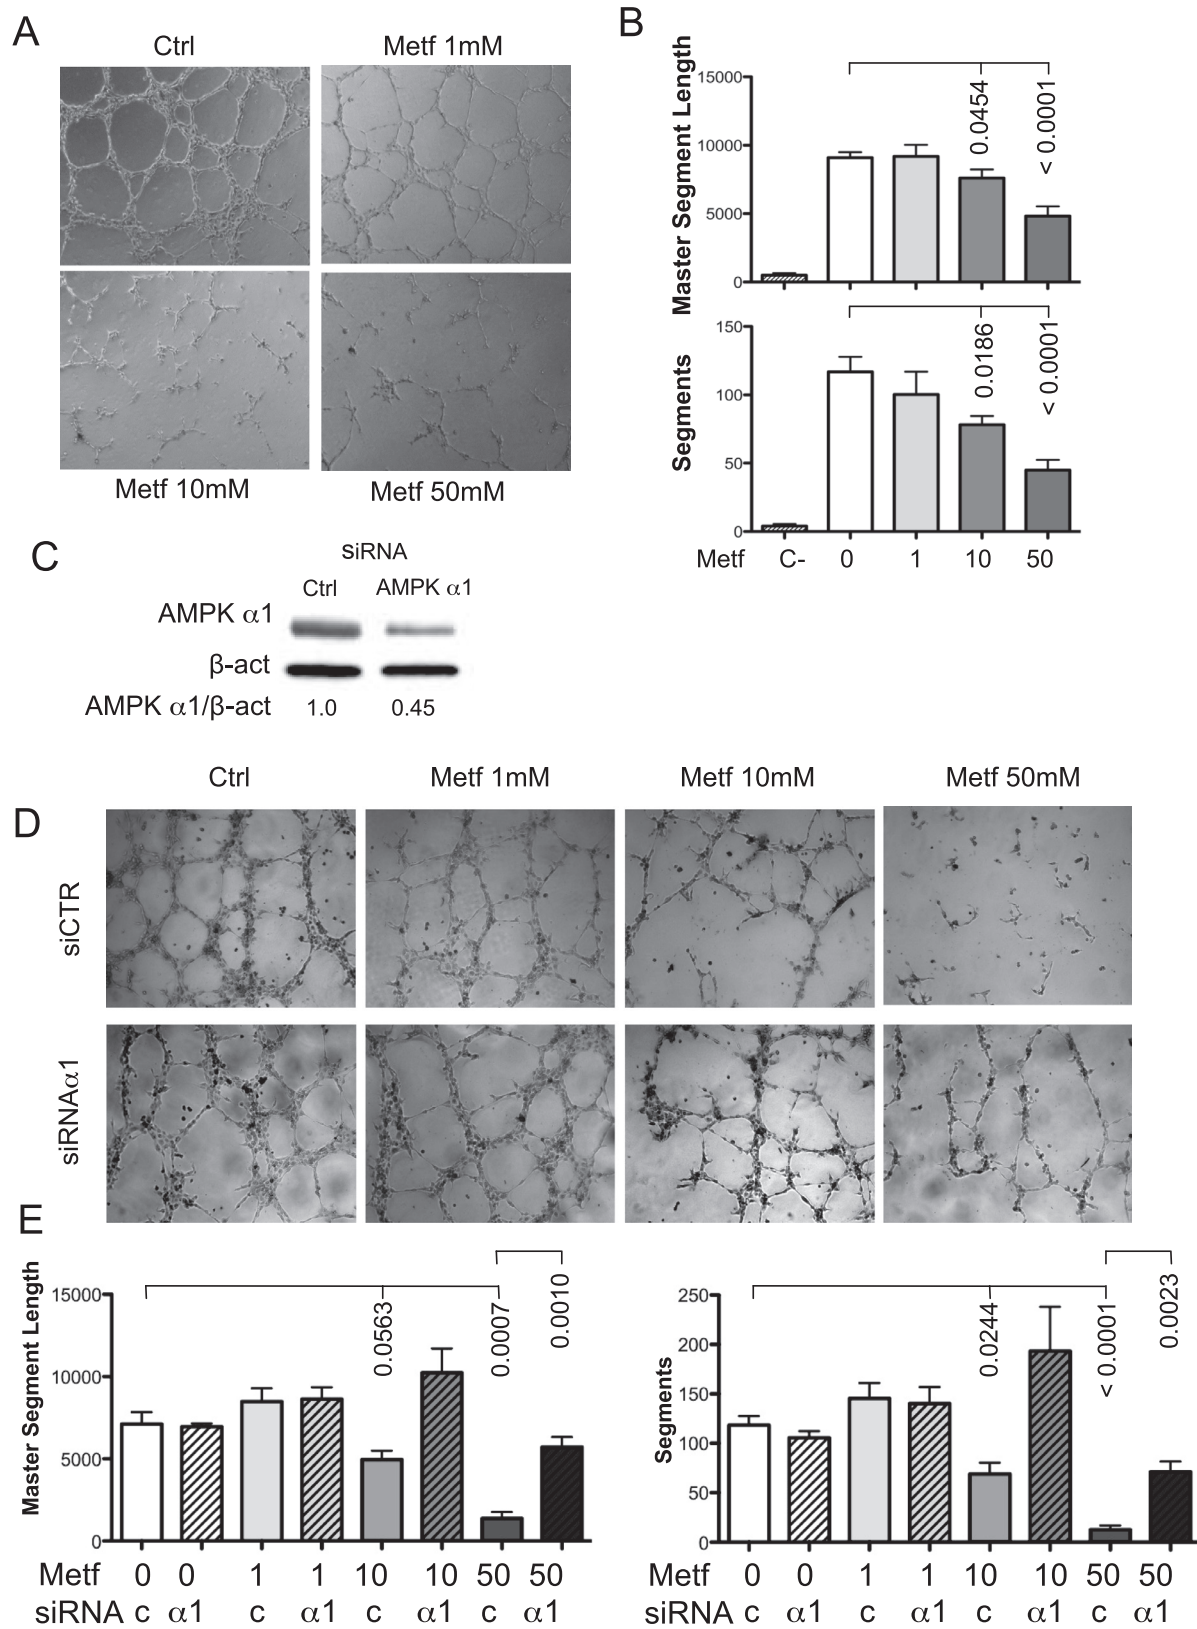 A
Ctrl
Metf 1mM
Metf 10mM
Metf 50mM
B
Master Segment Length
15000
10000
5000
0
0.0454
< 0.0001
Segments
150
100
50
0
0.0186
< 0.0001
Metf C- 0 1 10 50
C
siRNA
Ctrl AMPK α1
AMPK α1
β-act
AMPK α1/β-act 1.0 0.45
D
Ctrl
Metf 1mM
Metf 10mM
Metf 50mM
siCTR
siRNAα1
E
Master Segment Length
15000
10000
5000
0
0.0563
0.0007
0.0010
Metf 0 0 1 1 10 10 50 50
siRNA c α1 c α1 c α1 c α1
Segments
250
200
150
100
50
0
0.0244
< 0.0001
0.0023
Metf 0 0 1 1 10 10 50 50
siRNA c α1 c α1 c α1 c α1